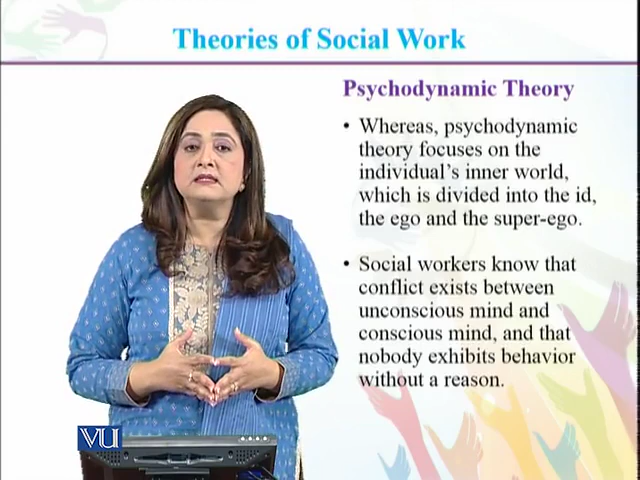 Theories of Social Work
Psychodynamic Theory
• Whereas, psychodynamic
theory focuses on the
individual's inner world,
which is divided into the id,
the ego and the super-ego.
• Social workers know that
conflict exists between
unconscious mind and
conscious mind, and that
nobody exhibits behavior
without a reason.
VU